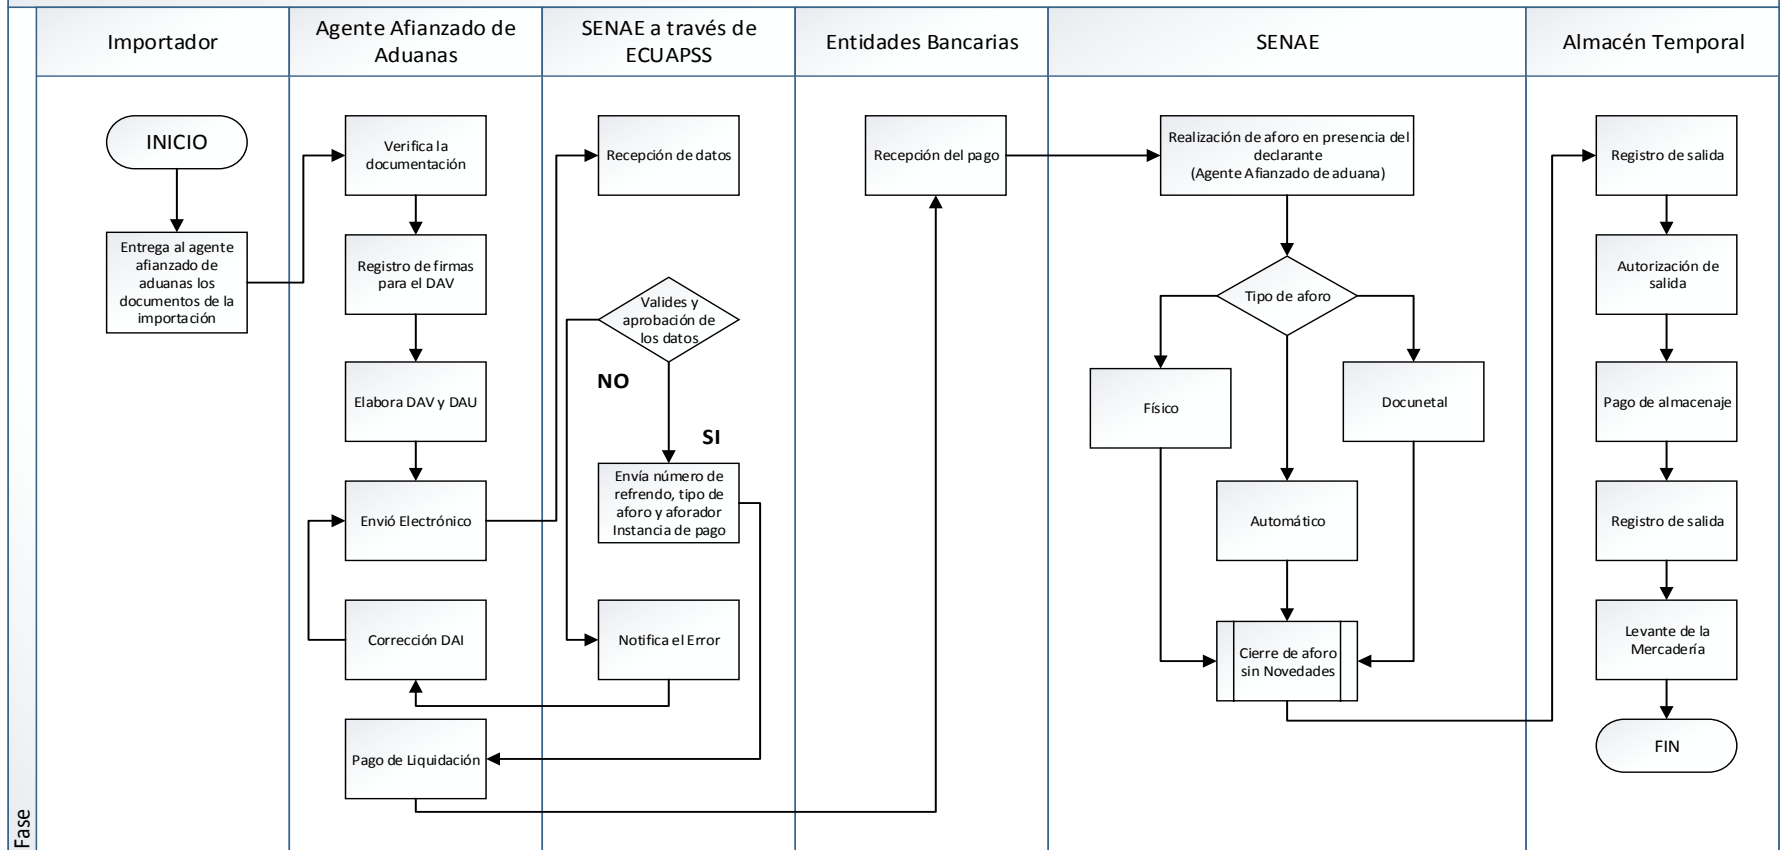 Importador
Agente Afianzado de
Aduanas
SENAE a través de
ECUAPSS
Entidades Bancarias
SENAE
Almacén Temporal
INICIO
Entrega al agente
afianzado de
aduanas los
documentos de la
importación
Verifica la
documentación
Registro de firmas
para el DAV
Elabora DAV y DAU
Envió Electrónico
Corrección DAI
Pago de Liquidación
Recepción de datos
Valides y
aprobación de
los datos
NO
SI
Envía número de
refrendo, tipo de
aforo y aforador
Instancia de pago
Notifica el Error
Recepción del pago
Realización de aforo en presencia del
declarante
(Agente Afianzado de aduana)
Tipo de aforo
Físico
Docunetal
Automático
Cierre de aforo
sin Novedades
Registro de salida
Autorización de
salida
Pago de almacenaje
Registro de salida
Levante de la
Mercadería
FIN
Fase